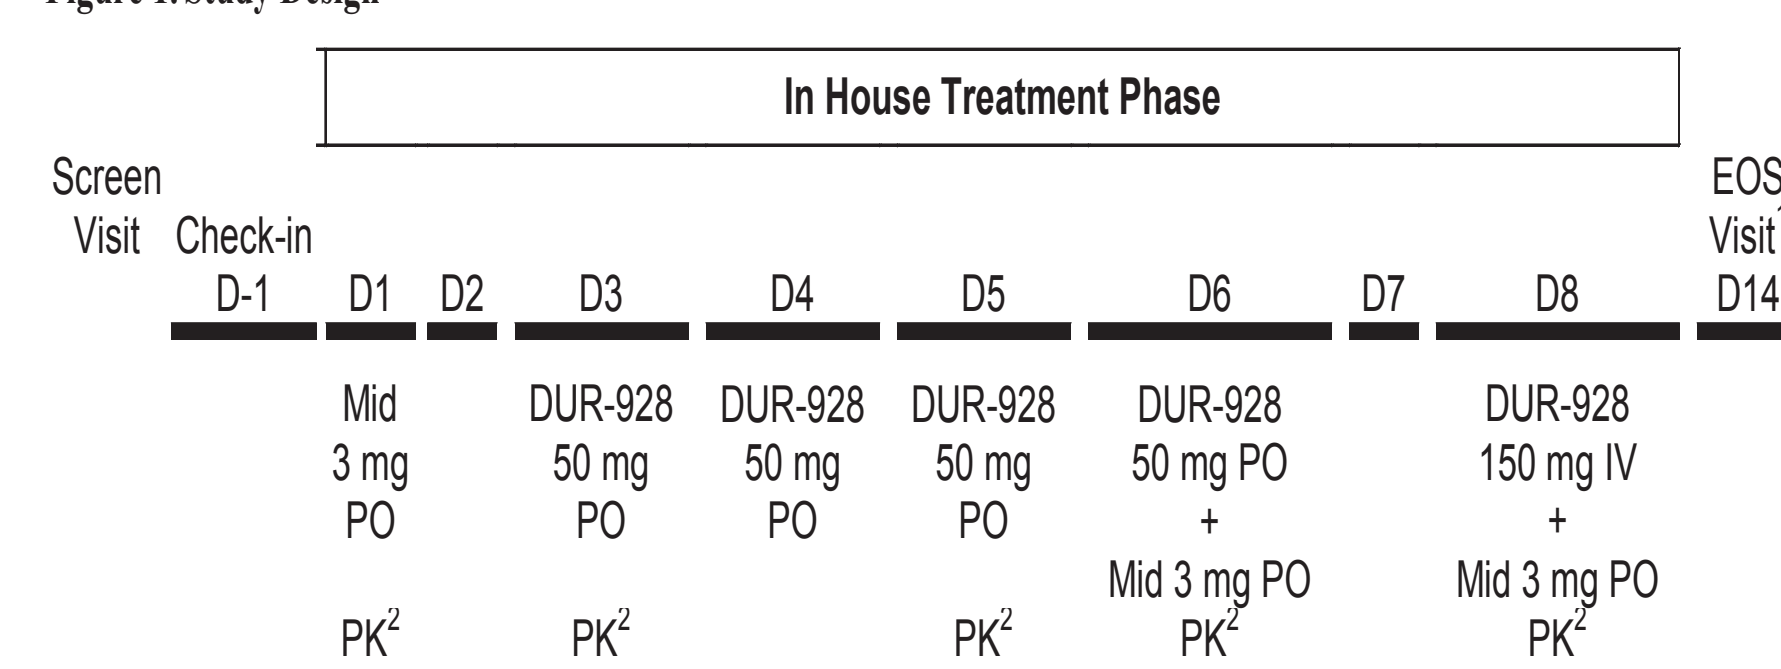 Figure 1. Study Design
In House Treatment Phase
Screen
EOS
Visit Check-in
Visit
D-1 D1 D2 D3 D4 D5 D6 D7 D8 D14
Mid DUR-928 DUR-928 DUR-928 DUR-928 DUR-928
3 mg 50 mg 50 mg 50 mg 50 mg PO 150 mg IV
PO PO PO PO + +
Mid 3 mg PO Mid 3 mg PO
PK² PK² PK² PK² PK²